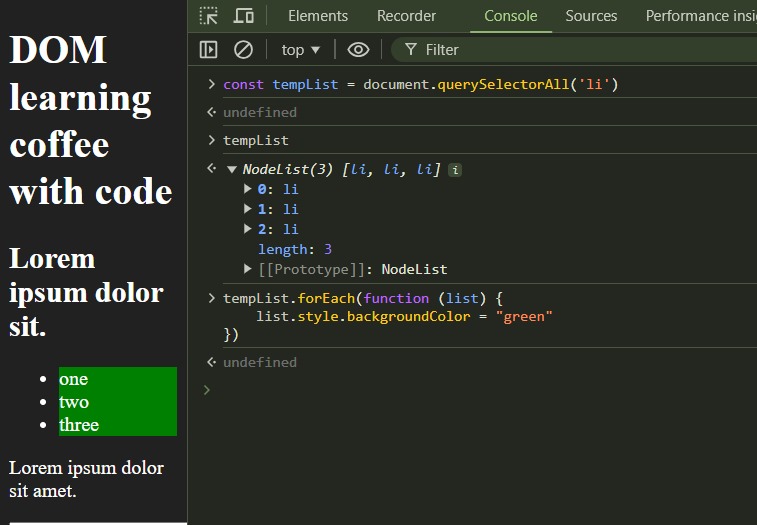 DOM
learning
coffee
with code
Lorem
ipsum dolor
sit.
one
two
three
Lorem ipsum dolor
sit amet.
Elements Recorder Console Sources Performance insi
top Filter
const tempList = document.querySelectorAll('li')
undefined
tempList
NodeList(3) [li, li, li] i
0: li
1: li
2: li
length: 3
[[Prototype]]: NodeList
tempList.forEach(function (list) {
    list.style.backgroundColor = "green"
})
undefined